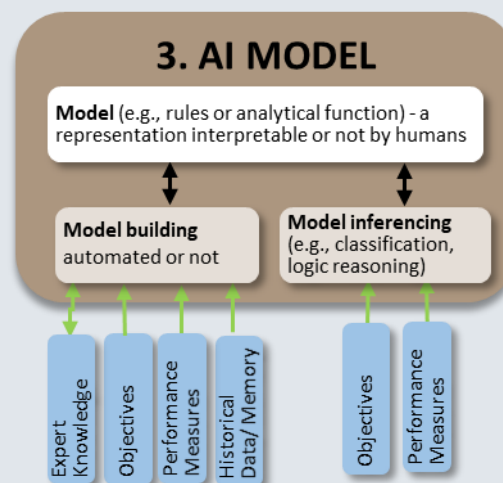 3. AI MODEL
Model (e.g., rules or analytical function) - a
representation interpretable or not by humans
Model building
automated or not
Model inferencing
(e.g., classification,
logic reasoning)
Expert
Knowledge
Objectives
Performance
Measures
Historical
Data/ Memory
Objectives
Performance
Measures